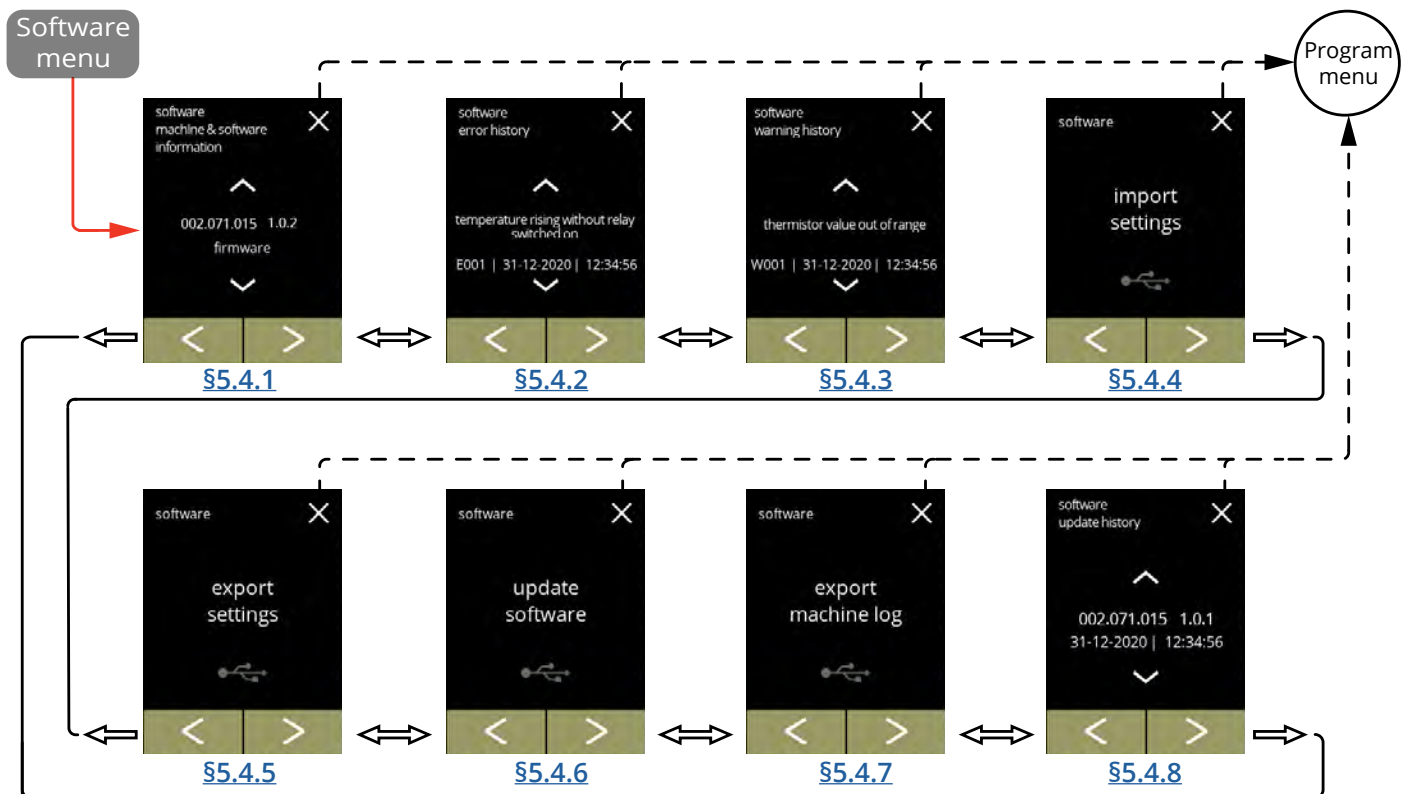 Software
menu
Program
menu
software
machine & software
information
002.071.015 1.0.2
firmware
§5.4.1
software
error history
temperature rising without relay
switched on
E001 | 31-12-2020 | 12:34:56
§5.4.2
software
warning history
thermistor value out of range
W001 | 31-12-2020 | 12:34:56
§5.4.3
software
import
settings
§5.4.4
software
export
settings
§5.4.5
software
update
software
§5.4.6
software
export
machine log
§5.4.7
software
update history
002.071.015 1.0.1
31-12-2020 | 12:34:56
§5.4.8